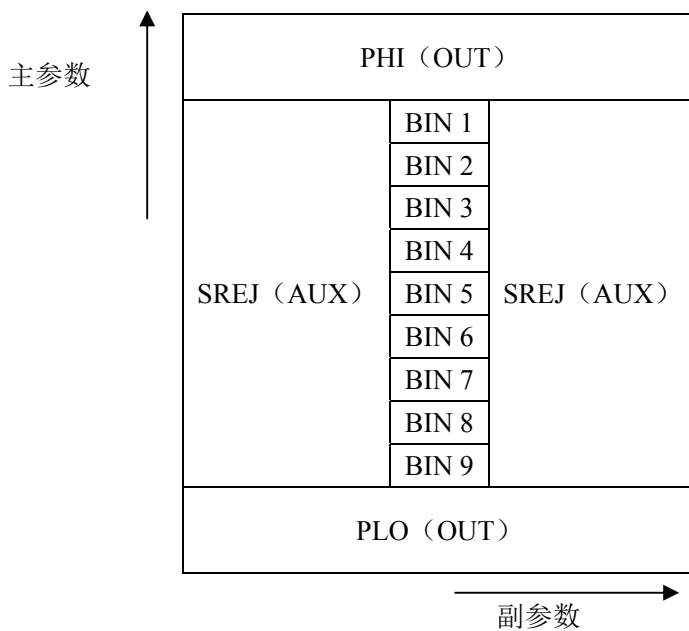 主参数
PHI（OUT）
BIN 1
BIN 2
BIN 3
BIN 4
SREJ（AUX）
BIN 5
SREJ（AUX）
BIN 6
BIN 7
BIN 8
BIN 9
PLO（OUT）
副参数